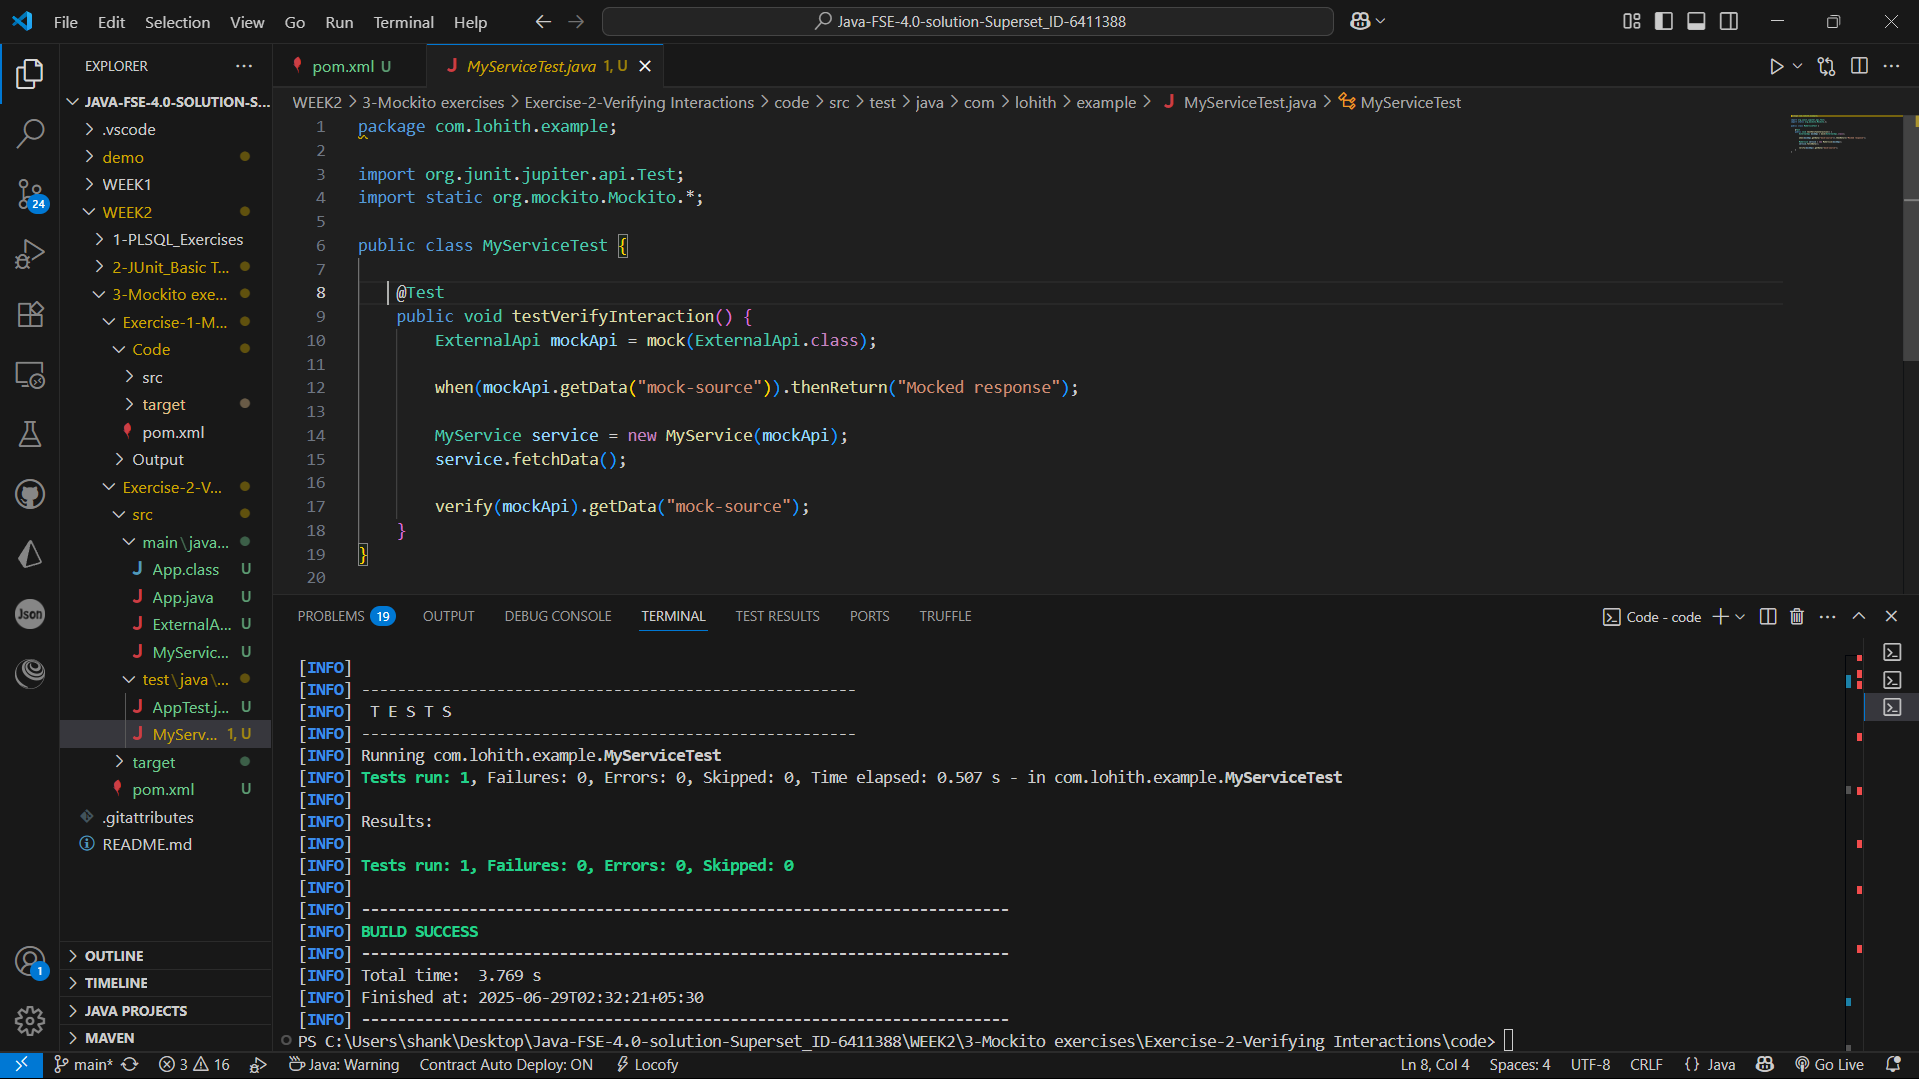 File Edit Selection View Go Run Terminal Help
Java-FSE-4.0-solution-Superset_ID-6411388
EXPLORER
JAVA-FSE-4.0-SOLUTION-S...
.vscode
demo
WEEK1
WEEK2
1-PLSQL_Exercises
2-JUnit_Basic T...
3-Mockito exe...
Exercise-1-M...
Code
src
target
pom.xml
Output
Exercise-2-V...
src
main\java...
App.class U
App.java U
ExternalA... U
MyServic... U
test\java\...
AppTest.j... U
MyServ... 1, U
target
pom.xml U
.gitattributes
README.md
OUTLINE
TIMELINE
JAVA PROJECTS
MAVEN
24
Json
1
pom.xml U
MyServiceTest.java 1, U
WEEK2 > 3-Mockito exercises > Exercise-2-Verifying Interactions > code > src > test > java > com > lohith > example > MyServiceTest.java > MyServiceTest
1 package com.lohith.example;
2
3 import org.junit.jupiter.api.Test;
4 import static org.mockito.Mockito.*;
5
6 public class MyServiceTest {
7
8 @Test
9 public void testVerifyInteraction() {
10 ExternalApi mockApi = mock(ExternalApi.class);
11
12 when(mockApi.getData("mock-source")).thenReturn("Mocked response");
13
14 MyService service = new MyService(mockApi);
15 service.fetchData();
16
17 verify(mockApi).getData("mock-source");
18 }
19 }
20
PROBLEMS 19 OUTPUT DEBUG CONSOLE TERMINAL TEST RESULTS PORTS TRUFFLE
Code - code
[INFO]
[INFO] -------------------------------------------------------
[INFO] T E S T S
[INFO] -------------------------------------------------------
[INFO] Running com.lohith.example.MyServiceTest
[INFO] Tests run: 1, Failures: 0, Errors: 0, Skipped: 0, Time elapsed: 0.507 s - in com.lohith.example.MyServiceTest
[INFO]
[INFO] Results:
[INFO]
[INFO] Tests run: 1, Failures: 0, Errors: 0, Skipped: 0
[INFO]
[INFO] ------------------------------------------------------------------------
[INFO] BUILD SUCCESS
[INFO] ------------------------------------------------------------------------
[INFO] Total time: 3.769 s
[INFO] Finished at: 2025-06-29T02:32:21+05:30
[INFO] ------------------------------------------------------------------------
PS C:\Users\shank\Desktop\Java-FSE-4.0-solution-Superset_ID-6411388\WEEK2\3-Mockito exercises\Exercise-2-Verifying Interactions\code>
main* 3 16 Java: Warning Contract Auto Deploy: ON Locofy Ln 8, Col 4 Spaces: 4 UTF-8 CRLF {} Java Go Live